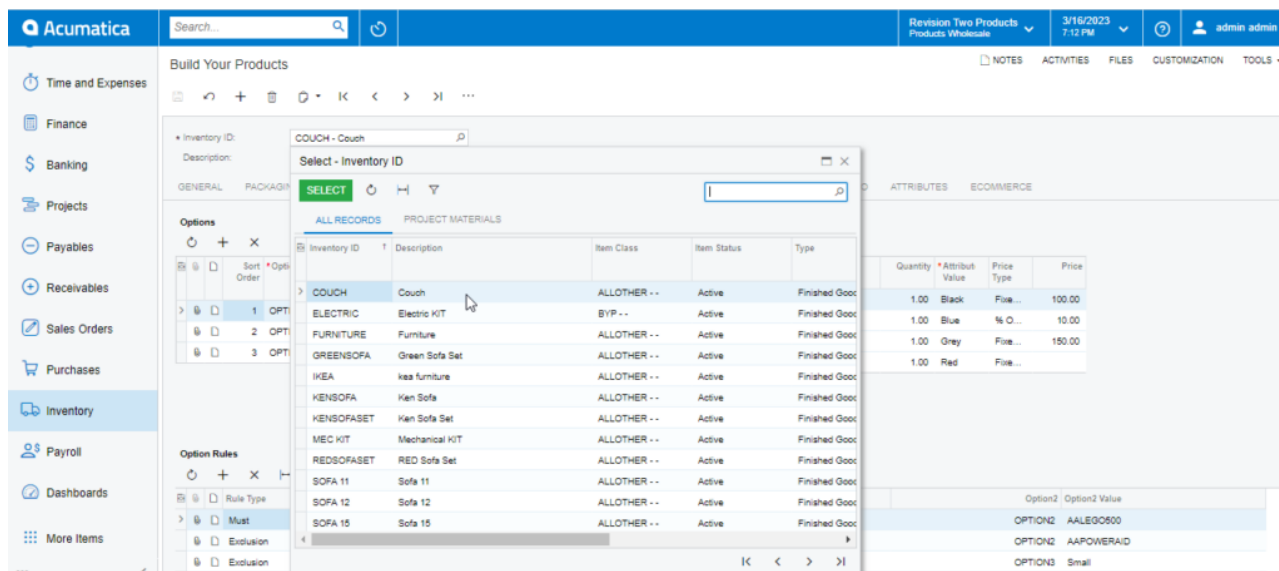 Acumatica
Search...
Revision Two Products
Products Wholesale
3/16/2023
7:12 PM
admin admin
Build Your Products
NOTES ACTIVITIES FILES CUSTOMIZATION TOOLS
Time and Expenses
Finance
Banking
Projects
Payables
Receivables
Sales Orders
Purchases
Inventory
Payroll
Dashboards
More Items
Inventory ID: COUCH - Couch
Description:
GENERAL ATTRIBUTES ECOMMERCE
Options
Sort Order
1
2
3
Select - Inventory ID
SELECT
ALL RECORDS PROJECT MATERIALS
Inventory ID Description Item Class Item Status Type
COUCH Couch ALLOTHER - - Active Finished Good
ELECTRIC Electric KIT BYP - - Active Finished Good
FURNITURE Furniture ALLOTHER - - Active Finished Good
GREENSOFA Green Sofa Set ALLOTHER - - Active Finished Good
IKEA kea furniture ALLOTHER - - Active Finished Good
KENSOFA Ken Sofa ALLOTHER - - Active Finished Good
KENSOFASET Ken Sofa Set ALLOTHER - - Active Finished Good
MEC KIT Mechanical KIT ALLOTHER - - Active Finished Good
REDSOFASET RED Sofa Set ALLOTHER - - Active Finished Good
SOFA 11 Sofa 11 ALLOTHER - - Active Finished Good
SOFA 12 Sofa 12 ALLOTHER - - Active Finished Good
SOFA 15 Sofa 15 ALLOTHER - - Active Finished Good
Quantity *Attribut Value Price Type Price
1.00 Black Fixe... 100.00
1.00 Blue % O... 10.00
1.00 Grey Fixe... 150.00
1.00 Red Fixe...
Option Rules
Rule Type Option2 Option2 Value
Must OPTION2 AALEGO500
Exclusion OPTION2 AAPOWERAID
Exclusion OPTION3 Small